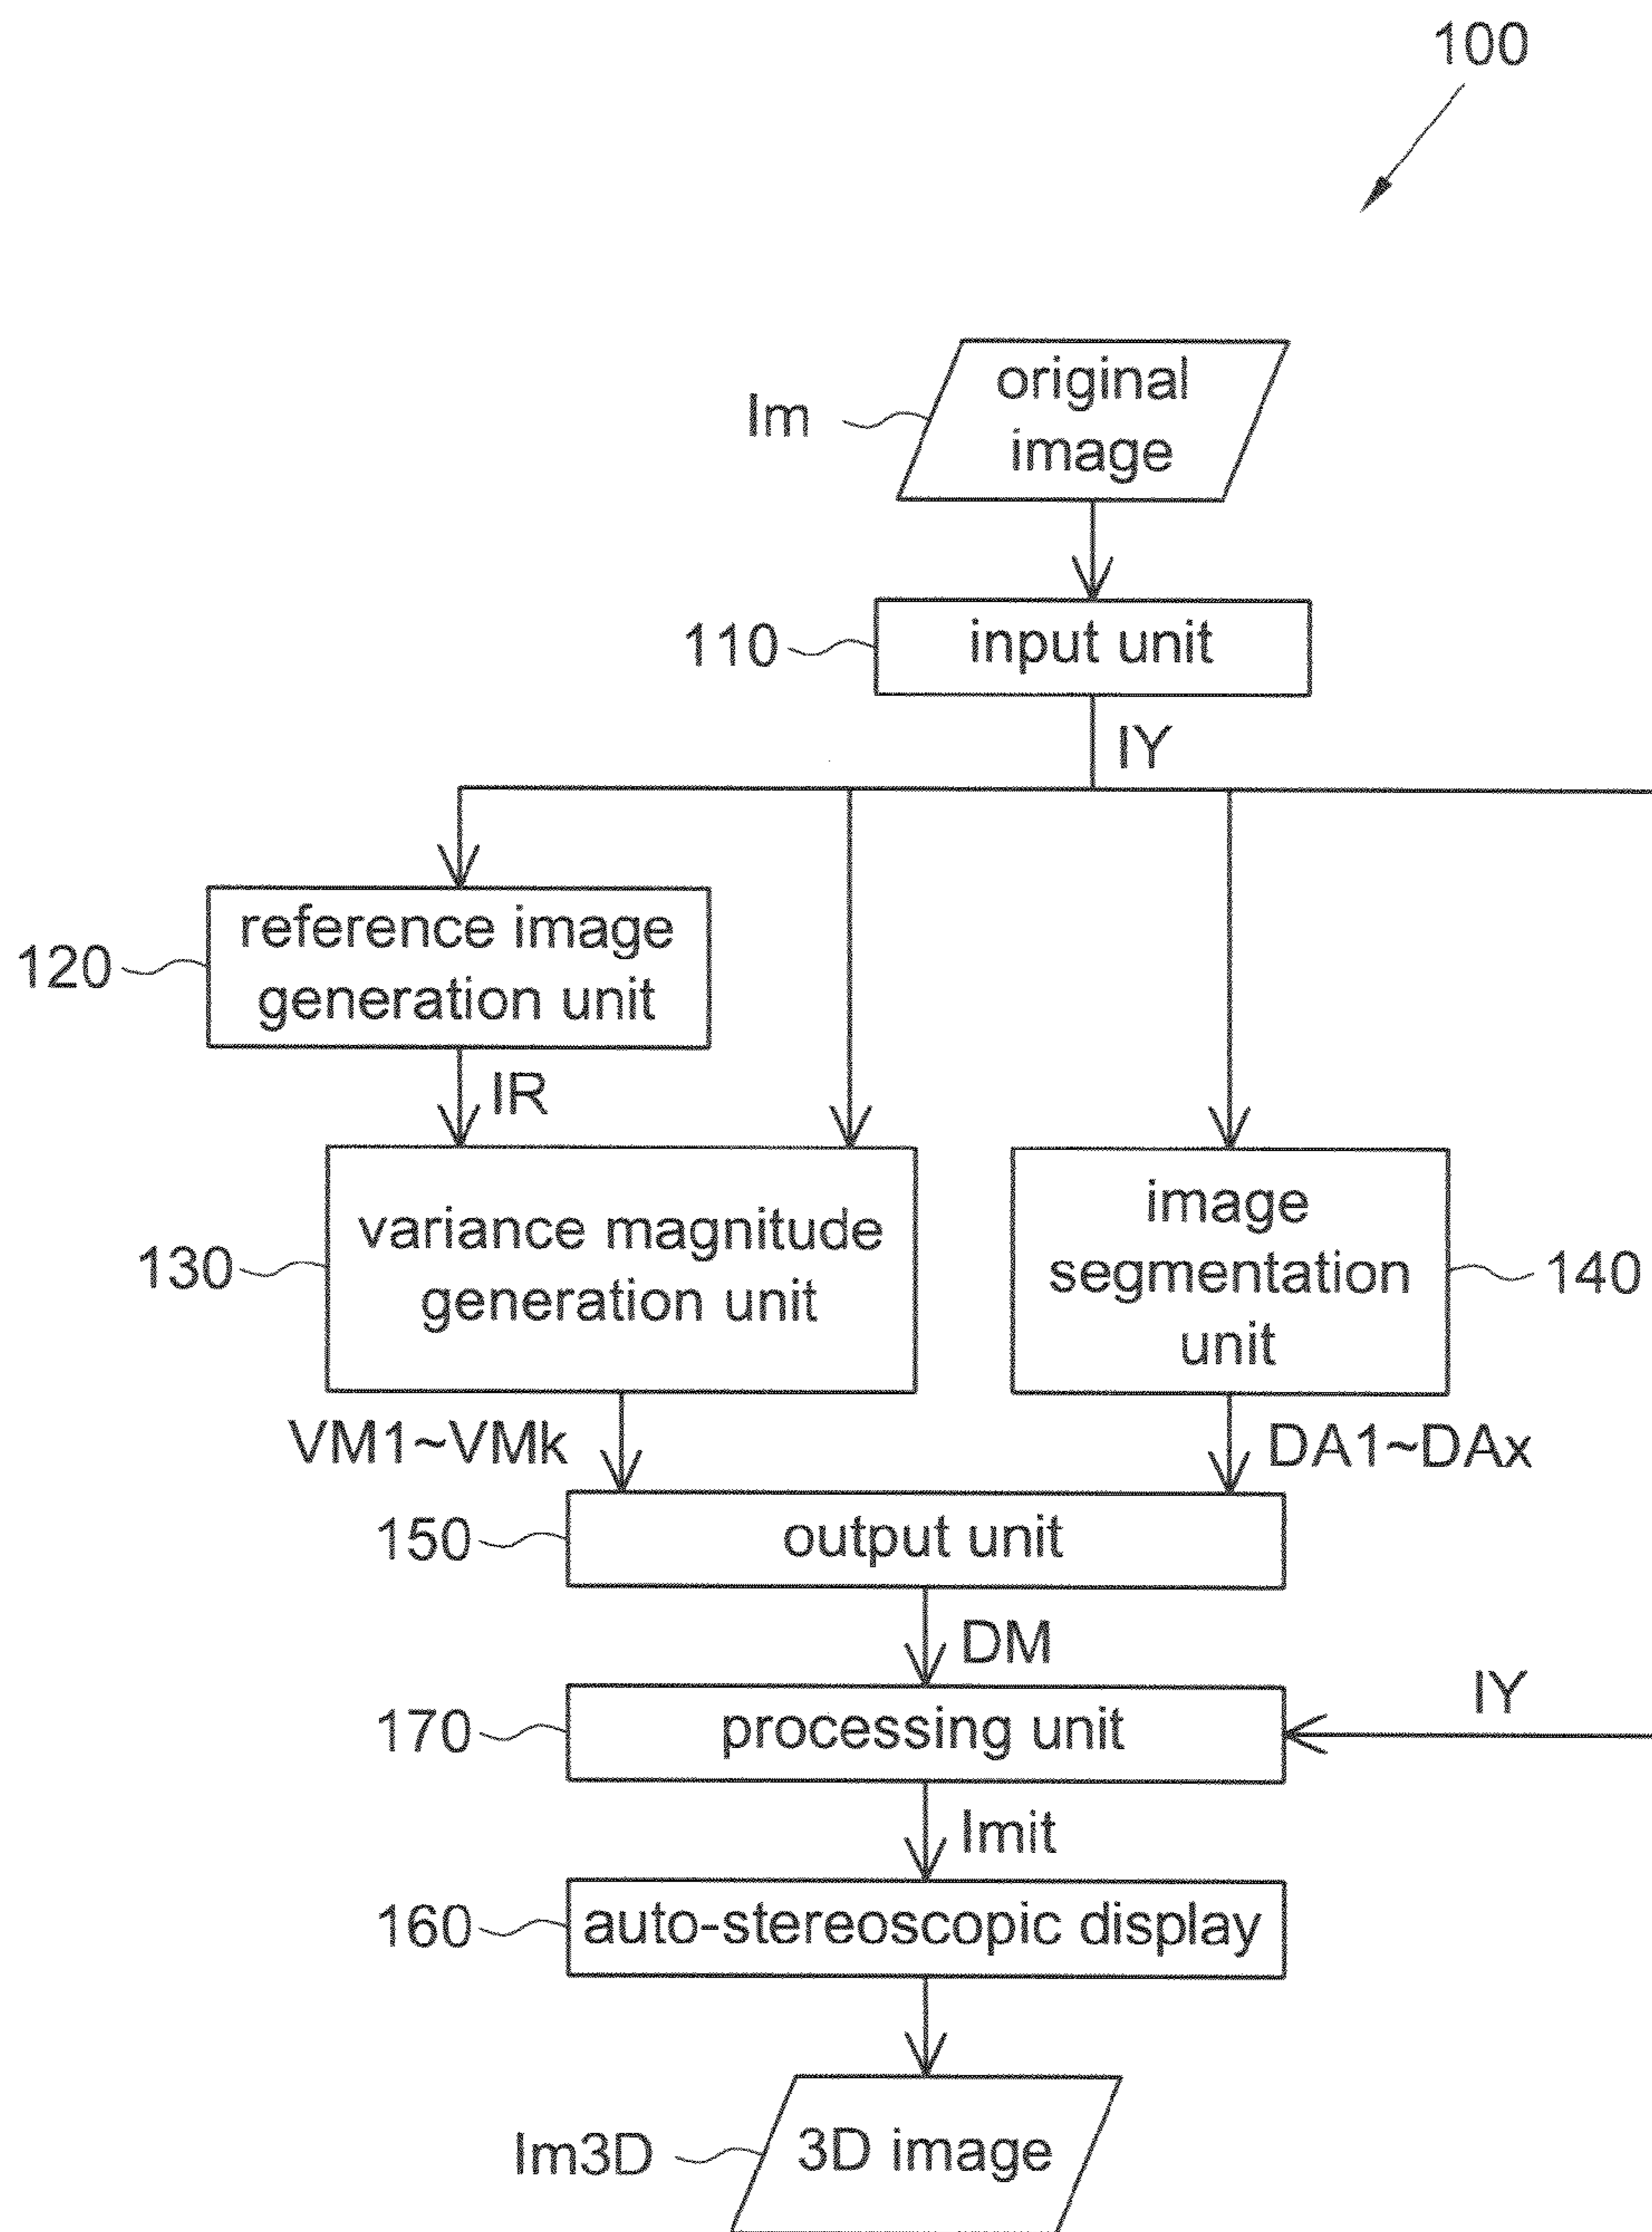 100
Im
original
image
110
input unit
IY
120
reference image
generation unit
IR
130
variance magnitude
generation unit
image
segmentation
unit
140
VM1~VMk
DA1~DAx
150
output unit
DM
170
processing unit
IY
Imit
160
auto-stereoscopic display
Im3D
3D image